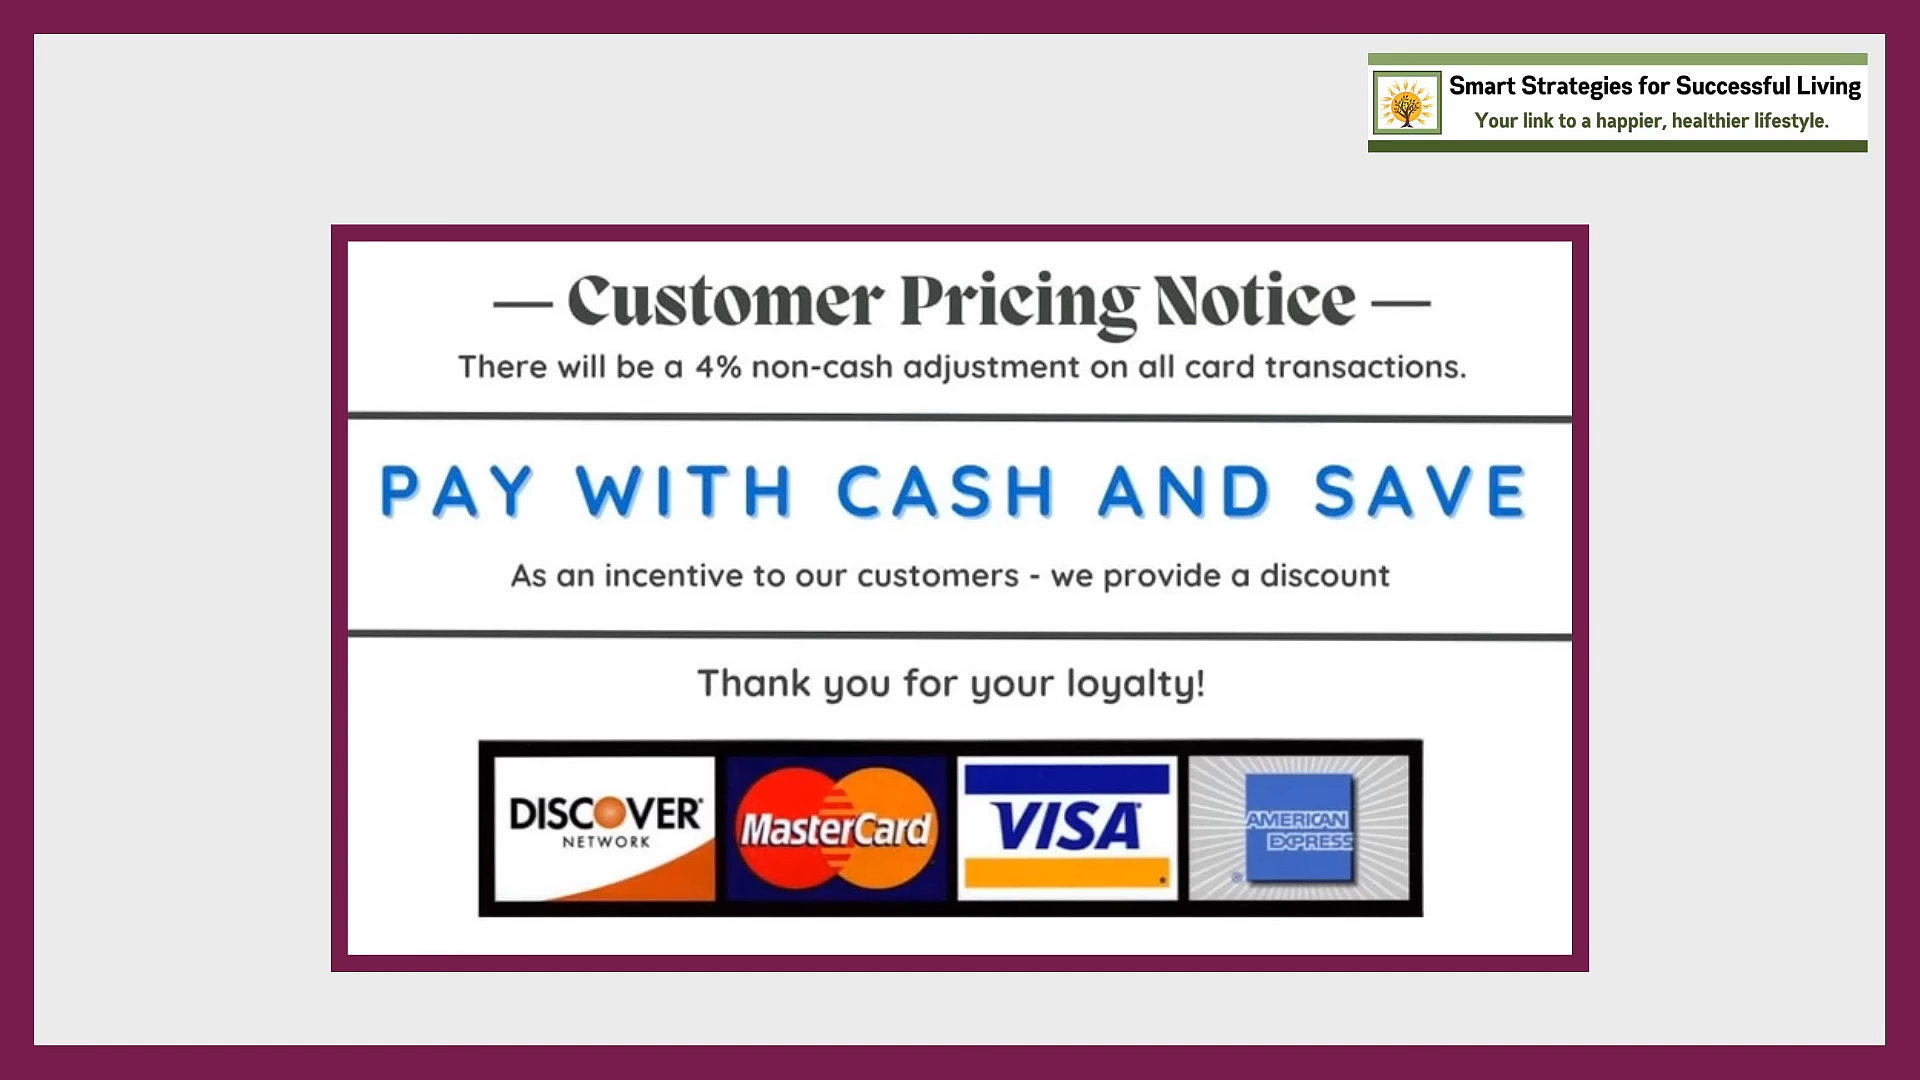 Smart Strategies for Successful Living
Your link to a happier, healthier lifestyle.
— Customer Pricing Notice —
There will be a 4% non-cash adjustment on all card transactions.
PAY WITH CASH AND SAVE
As an incentive to our customers - we provide a discount
Thank you for your loyalty!
DISCOVER®
NETWORK
MasterCard
VISA
AMERICAN
EXPRESS
®